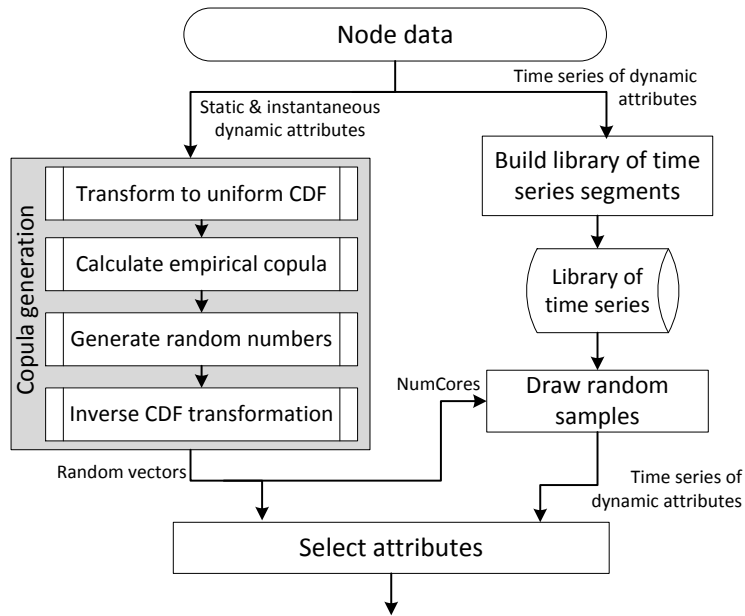 Node data
Time series of dynamic
attributes
Static & instantaneous
dynamic attributes
Build library of time
series segments
Copula generation
Transform to uniform CDF
Calculate empirical copula
Generate random numbers
Inverse CDF transformation
Library of
time series
NumCores
Draw random
samples
Random vectors
Time series of
dynamic attributes
Select attributes